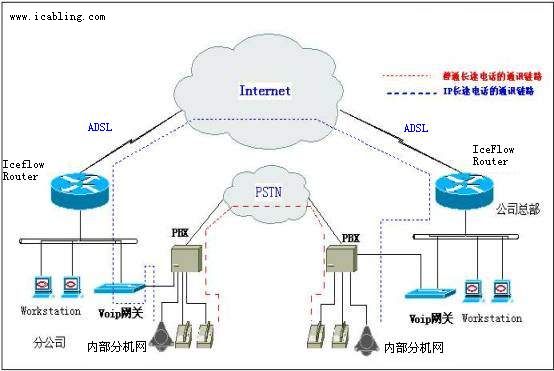 www.icabling.com
Internet
普通长途电话的通讯链路
IP长途电话的通讯链路
ADSL
ADSL
Iceflow
Router
IceFlow
Router
PSTN
公司总部
PBX
PBX
Workstation
Voip网关
Voip网关
Workstation
分公司
内部分机网
内部分机网